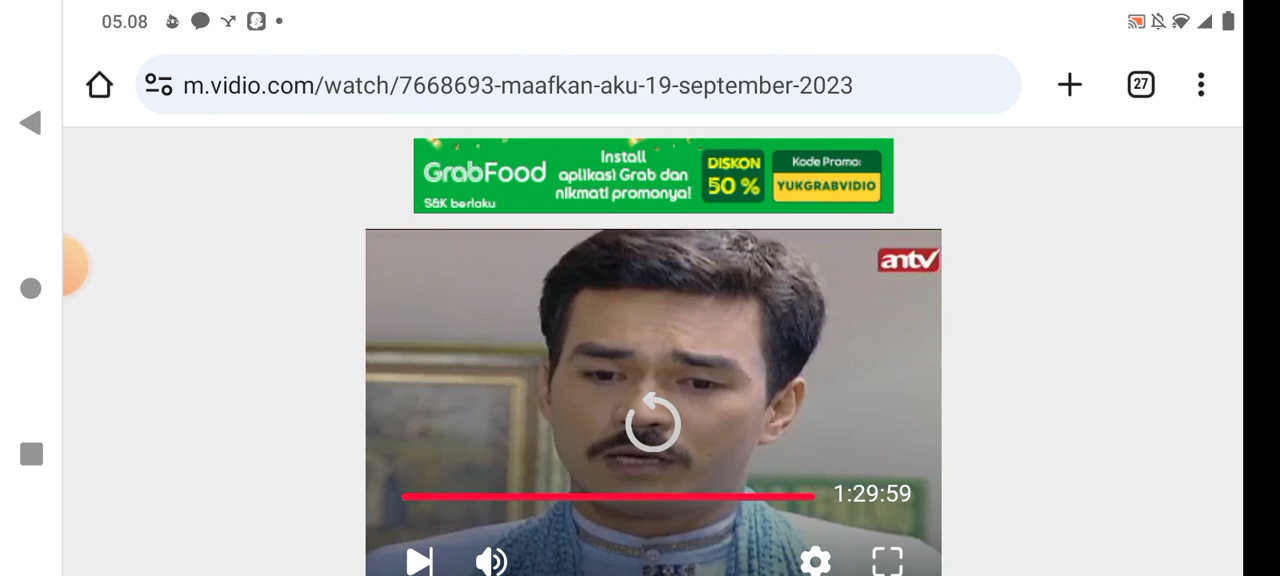 05.08
m.vidio.com/watch/7668693-maafkan-aku-19-september-2023
27
GrabFood
S&K berlaku
Install
aplikasi Grab dan
nikmati promonya!
DISKON
50 %
Kode Promo:
YUKGRABVIDIO
antv
1:29:59